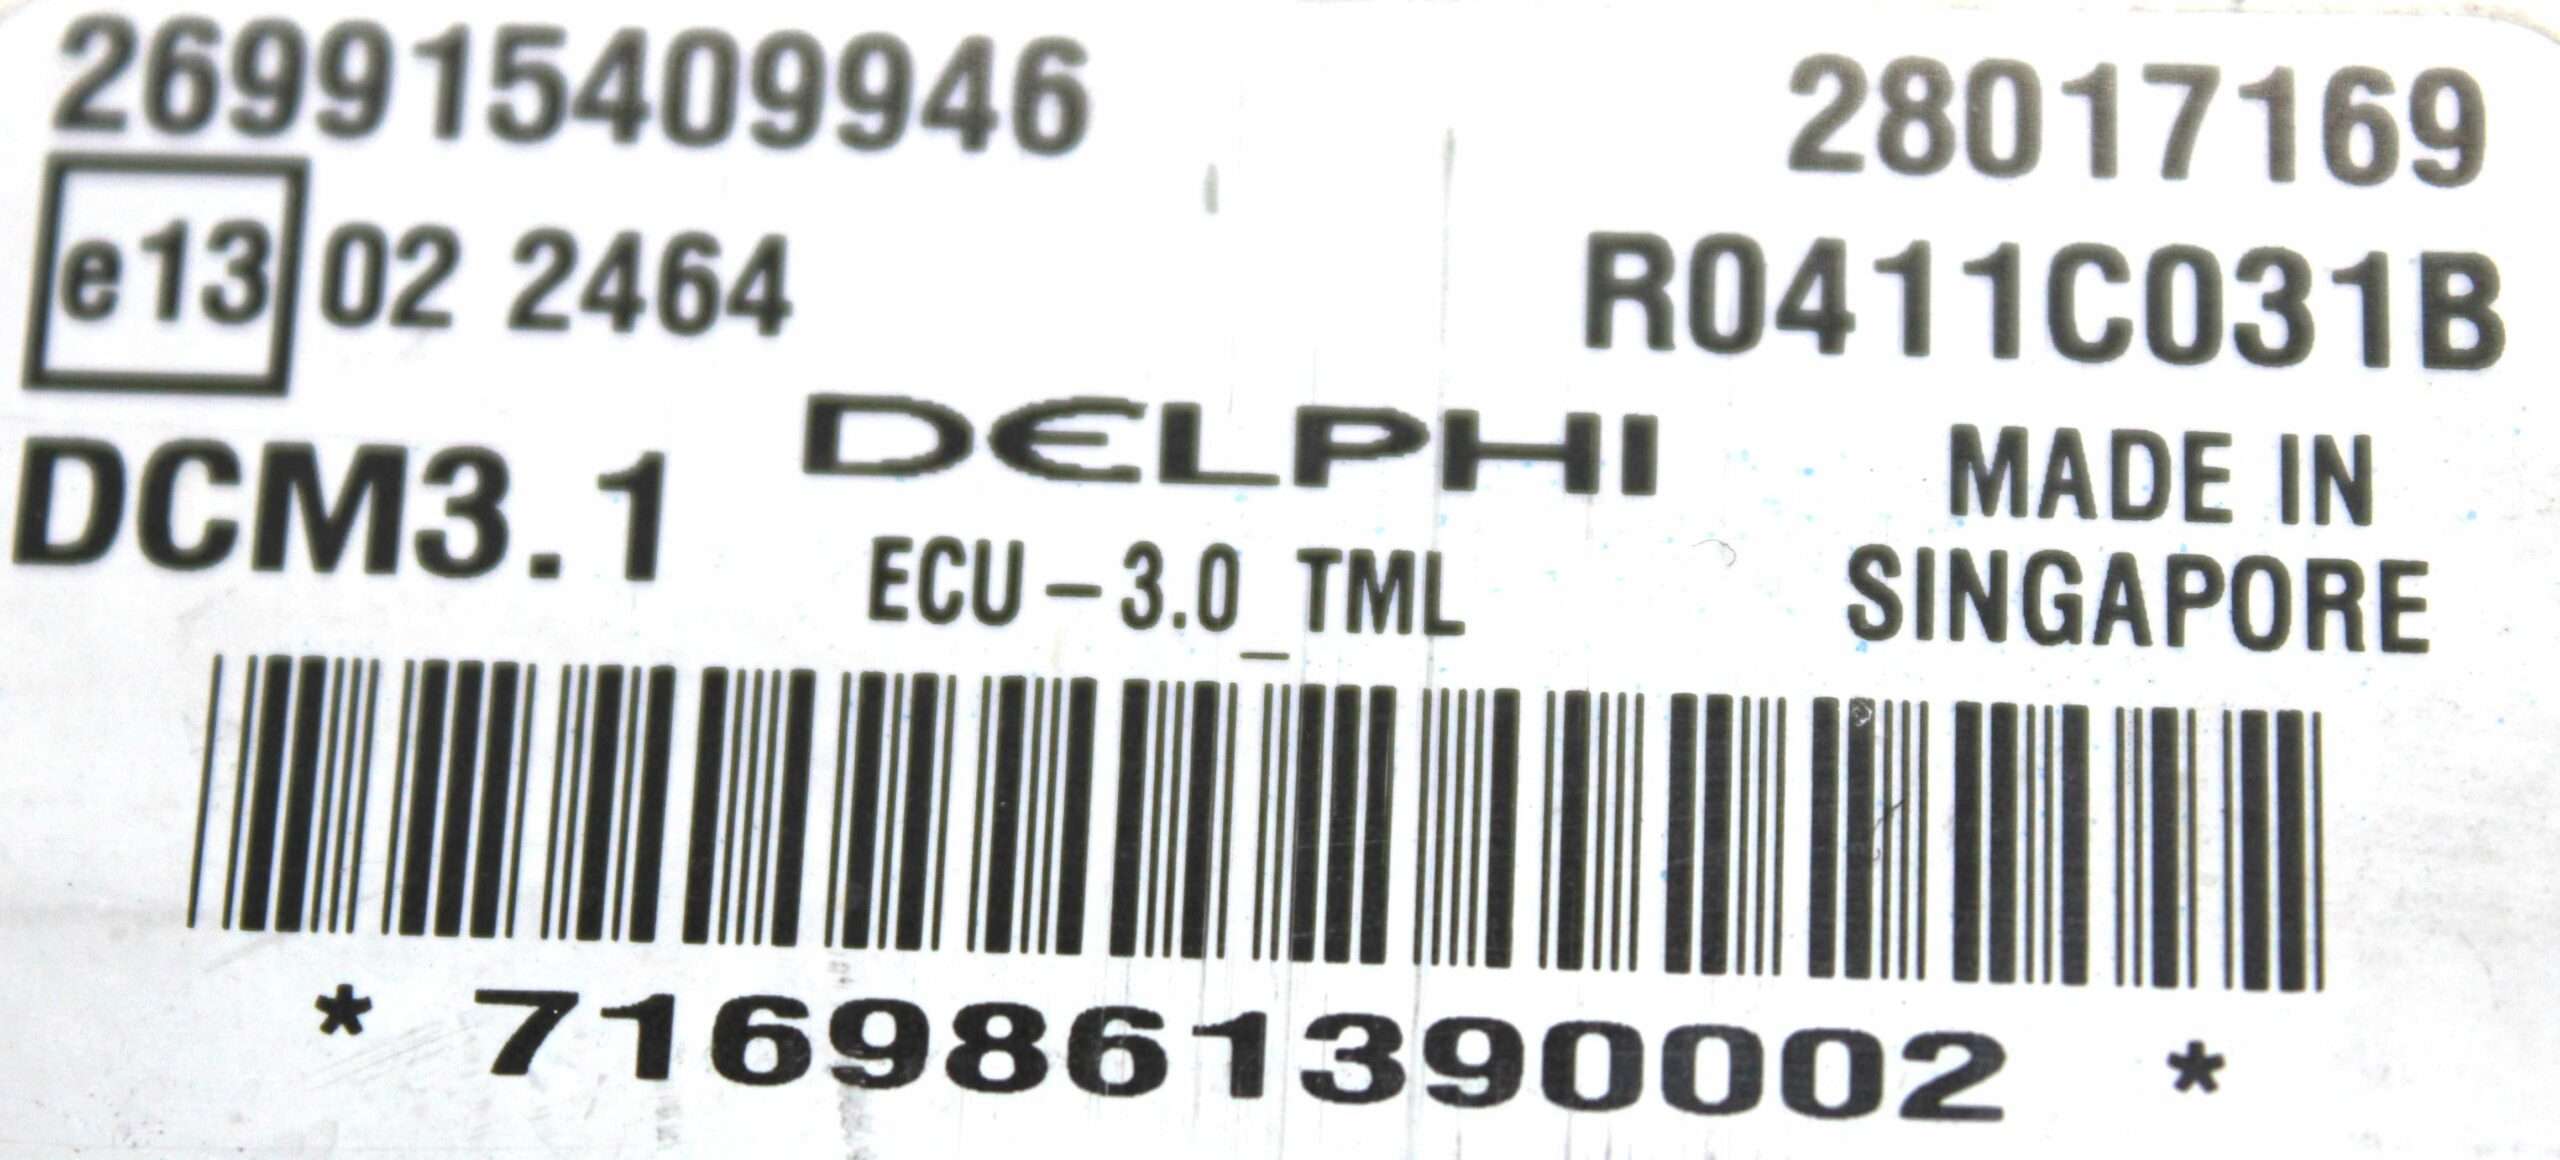 269915409946
28017169
e13 02 2464
R0411C031B
DCM3.1
DELPHI
ECU-3.0_TML
MADE IN
SINGAPORE
* 7169861390002 *